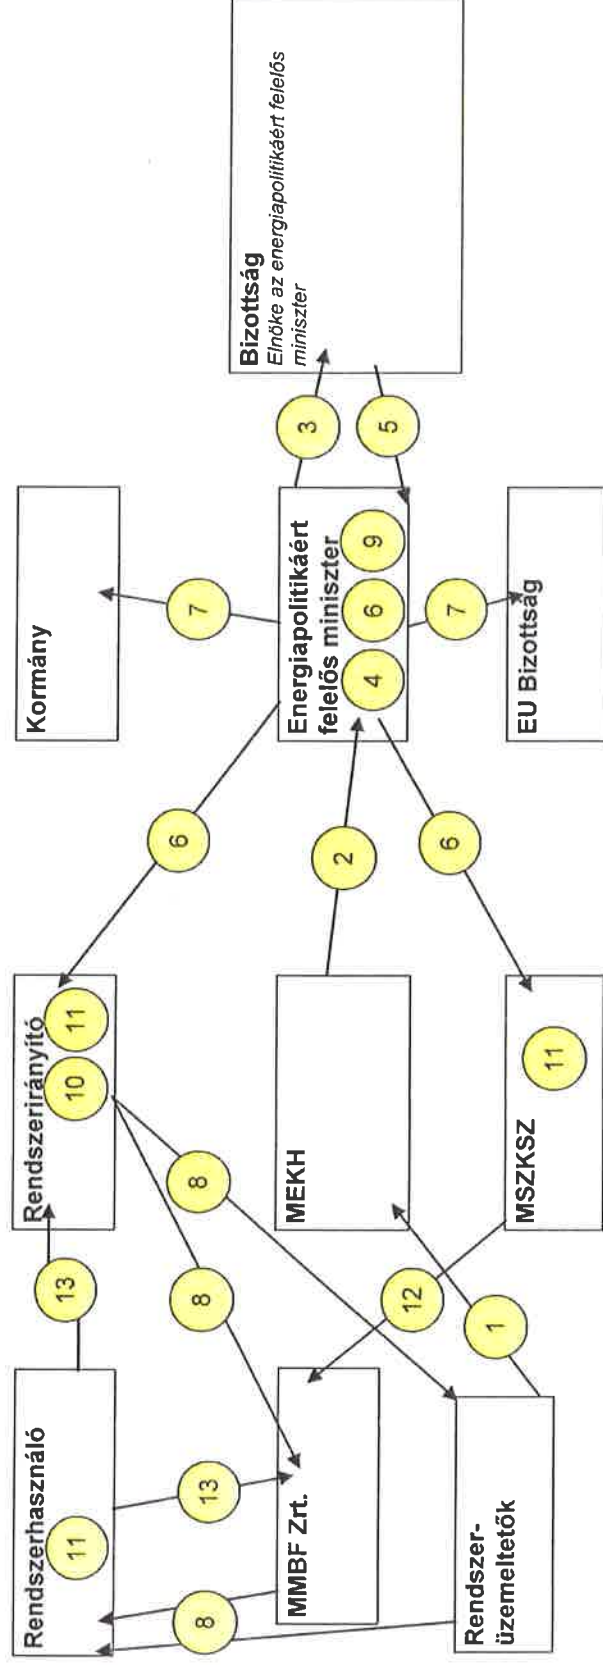 Rendszerhasználó
11
13
Rendszerirányító
10
11
6
Kormány
7
8
13
8
8
MMBF Zrt.
12
MEKH
2
Energiapolitikáért
felelős miniszter
4
6
9
3
5
Bizottság
Elnöke az energiapolitikáért felelős
miniszter
Rendszer-
üzemeltetők
1
MSZKSZ
11
6
7
EU Bizottság